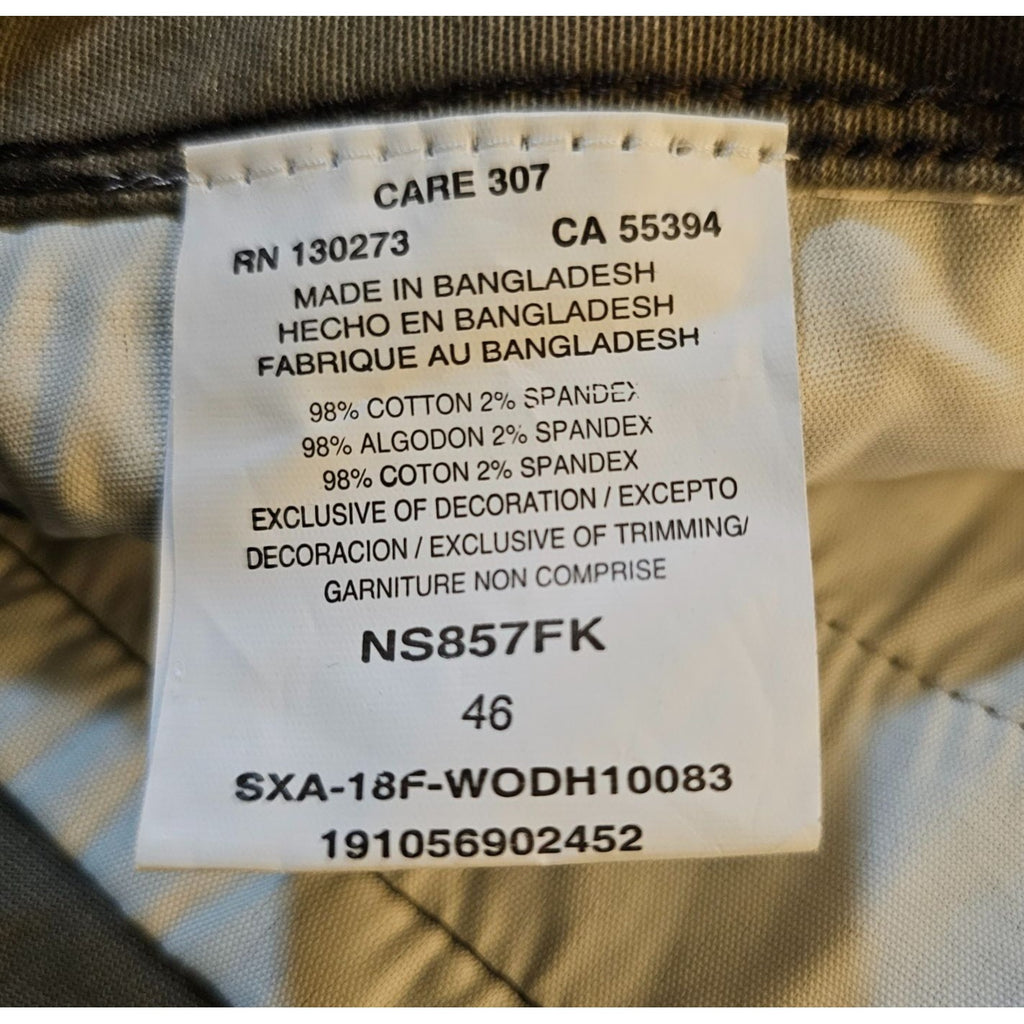 CARE 307
RN 130273 CA 55394
MADE IN BANGLADESH
HECHO EN BANGLADESH
FABRIQUE AU BANGLADESH
98% COTTON 2% SPANDEX
98% ALGODON 2% SPANDEX
98% COTON 2% SPANDEX
EXCLUSIVE OF DECORATION / EXCEPTO
DECORACION / EXCLUSIVE OF TRIMMING/
GARNITURE NON COMPRISE
NS857FK
46
SXA-18F-WODH10083
191056902452